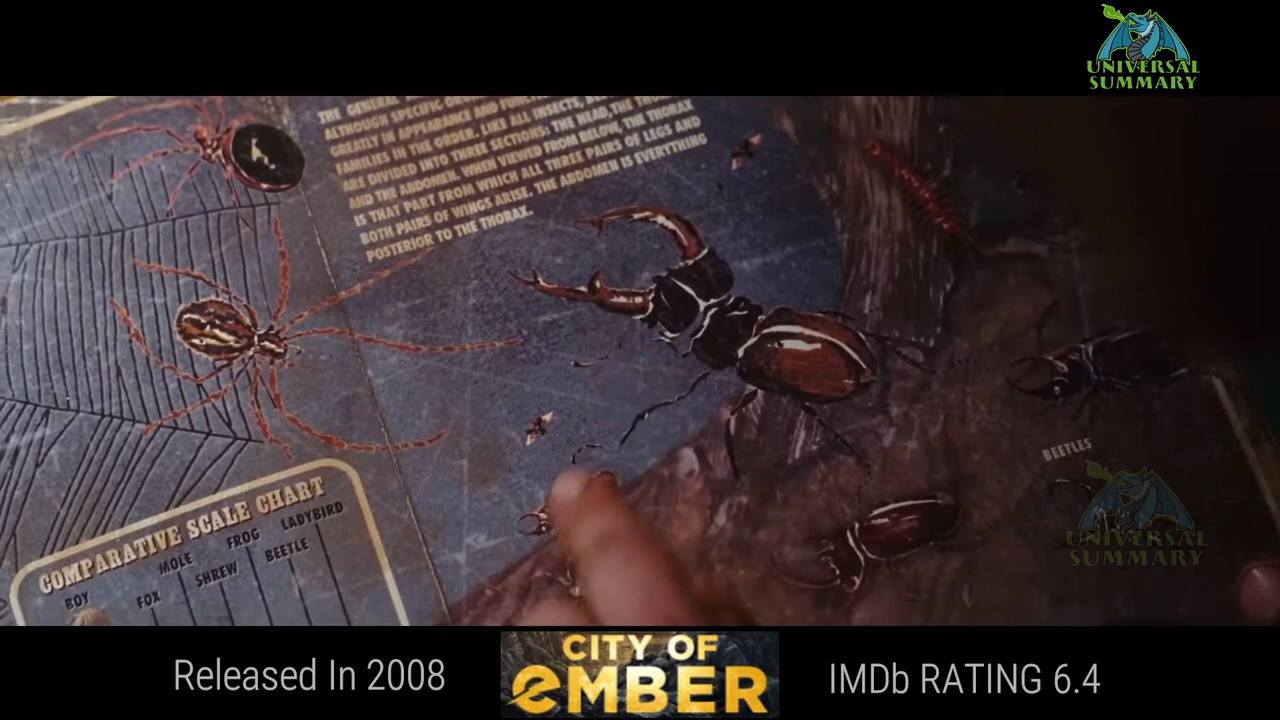 UNIVERSAL
SUMMARY
THE GENERAL
ALTHOUGH SPECIFIC
GREATLY IN APPEARANCE AND
FAMILIES IN THE ORDER. LIKE ALL INSECTS,
ARE DIVIDED INTO THREE SECTIONS: THE HEAD, THE
AND THE ABDOMEN. WHEN VIEWED FROM BELOW, THE THORAX
IS THAT PART FROM WHICH ALL THREE PAIRS OF LEGS AND
BOTH PAIRS OF WINGS ARISE. THE ABDOMEN IS EVERYTHING
POSTERIOR TO THE THORAX.
BEETLES
COMPARATIVE SCALE CHART
BOY
FOX
MOLE
SHREW
FROG
BEETLE
LADYBIRD
UNIVERSAL
SUMMARY
Released In 2008
CITY OF
EMBER
IMDb RATING 6.4